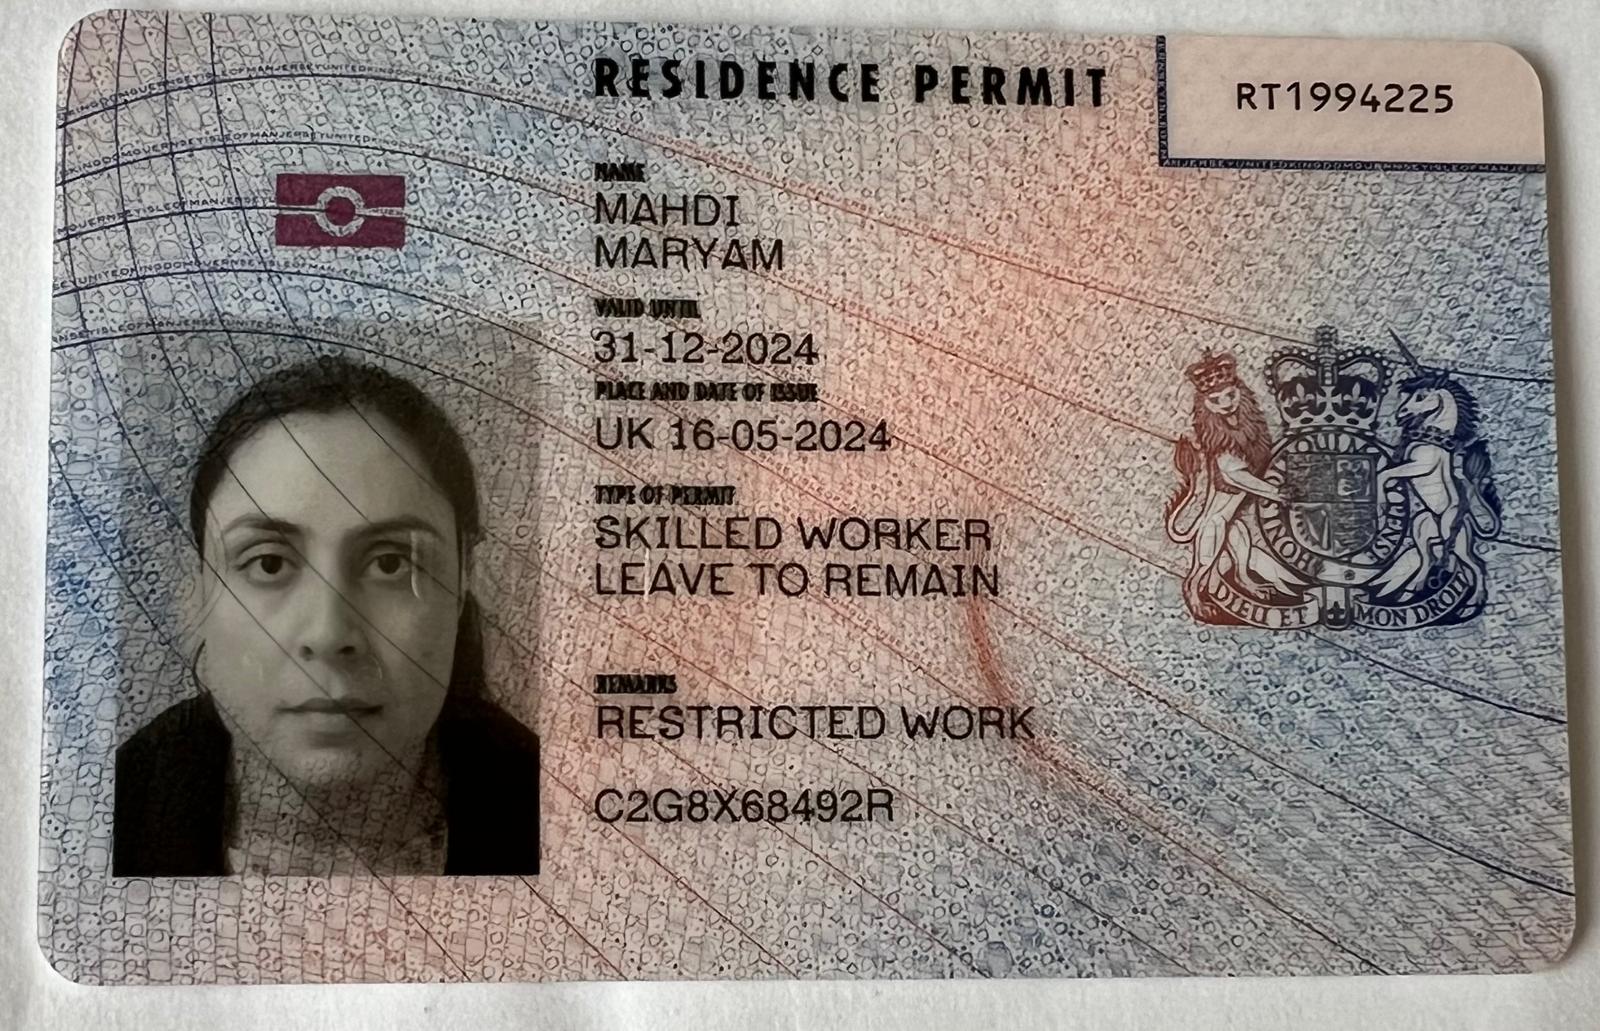 RESIDENCE PERMIT
RT1994225
NAME
MAHDI
MARYAM
VALID UNTIL
31-12-2024
PLACE AND DATE OF ISSUE
UK 16-05-2024
TYPE OF PERMIT
SKILLED WORKER
LEAVE TO REMAIN
REMARKS
RESTRICTED WORK
C2G8X68492R
DIEU ET MON DROIT